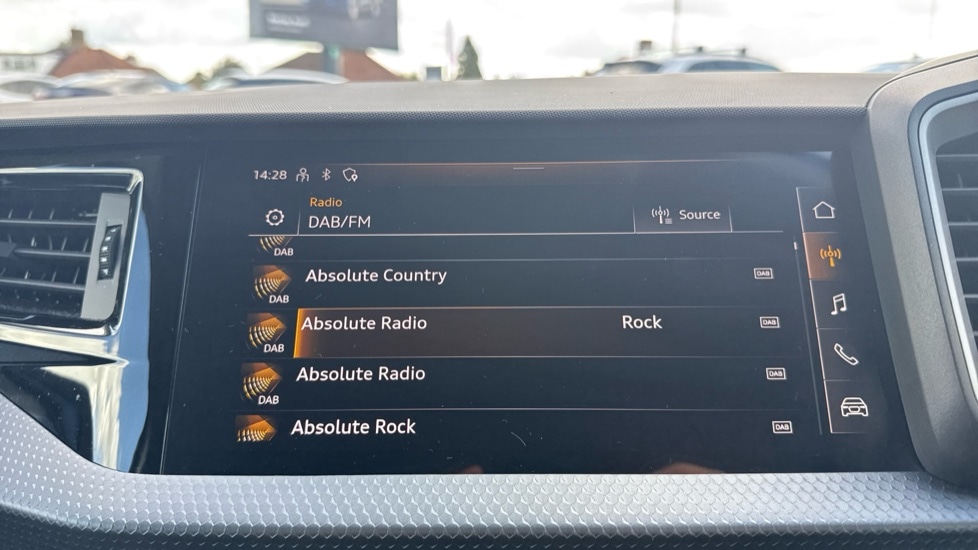 14:28
Radio
DAB/FM
Source
DAB
Absolute Country
DAB
DAB
Absolute Radio Rock
DAB
DAB
Absolute Radio
DAB
DAB
Absolute Rock
DAB